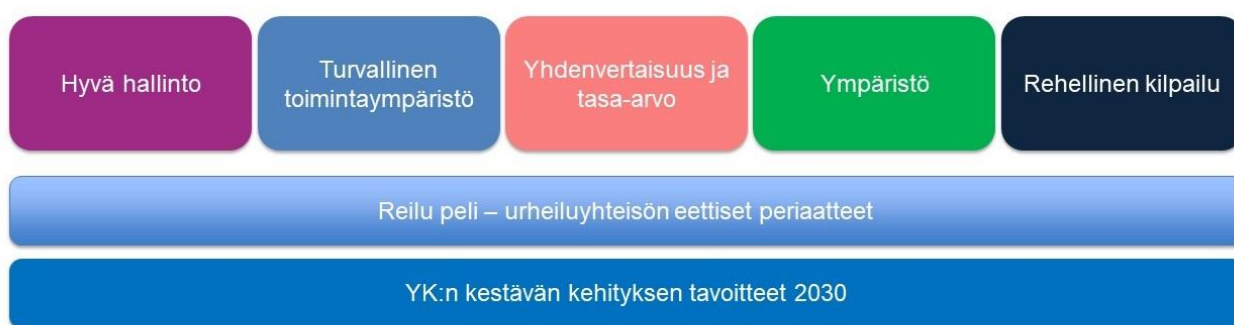 Hyvä hallinto
Turvallinen
toimintaympäristö
Yhdenvertaisuus ja
tasa-arvo
Ympäristö
Rehellinen kilpailu
Reilu peli – urheiluyhteisön eettiset periaatteet
YK:n kestävän kehityksen tavoitteet 2030